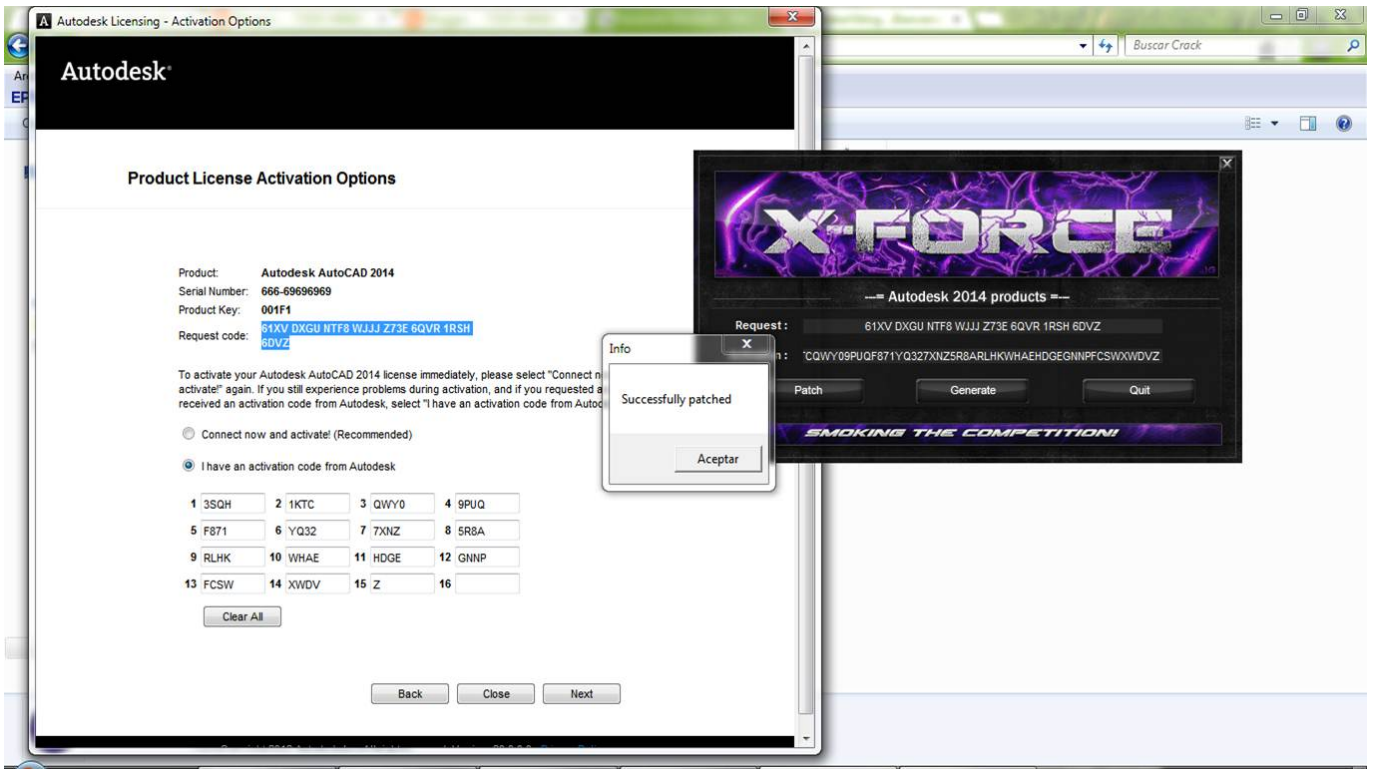 Autodesk Licensing - Activation Options
Buscar Crack
Autodesk
Product License Activation Options
Product: Autodesk AutoCAD 2014
Serial Number: 666-69696969
Product Key: 001F1
Request code: 61XV DXGU NTF8 WJJJ Z73E 6QVR 1RSH
6DVZ
To activate your Autodesk AutoCAD 2014 license immediately, please select "Connect n
activate!" again. If you still experience problems during activation, and if you requested a
received an activation code from Autodesk, select "I have an activation code from Autod
Connect now and activate! (Recommended)
I have an activation code from Autodesk
1 3SQH 2 1KTC 3 QWY0 4 9PUQ
5 F871 6 YQ32 7 7XNZ 8 5R8A
9 RLHK 10 WHAE 11 HDGE 12 GNNP
13 FCSW 14 XWDV 15 Z 16
Clear All
Back Close Next
X-FORCE
---= Autodesk 2014 products =---
Request : 61XV DXGU NTF8 WJJJ Z73E 6QVR 1RSH 6DVZ
CQWY09PUQF871YQ327XNZ5R8ARLHKWHAEHDGEGNNPFCSWXWDVZ
Patch Generate Quit
SMOKING THE COMPETITION!
Info
Successfully patched
Aceptar